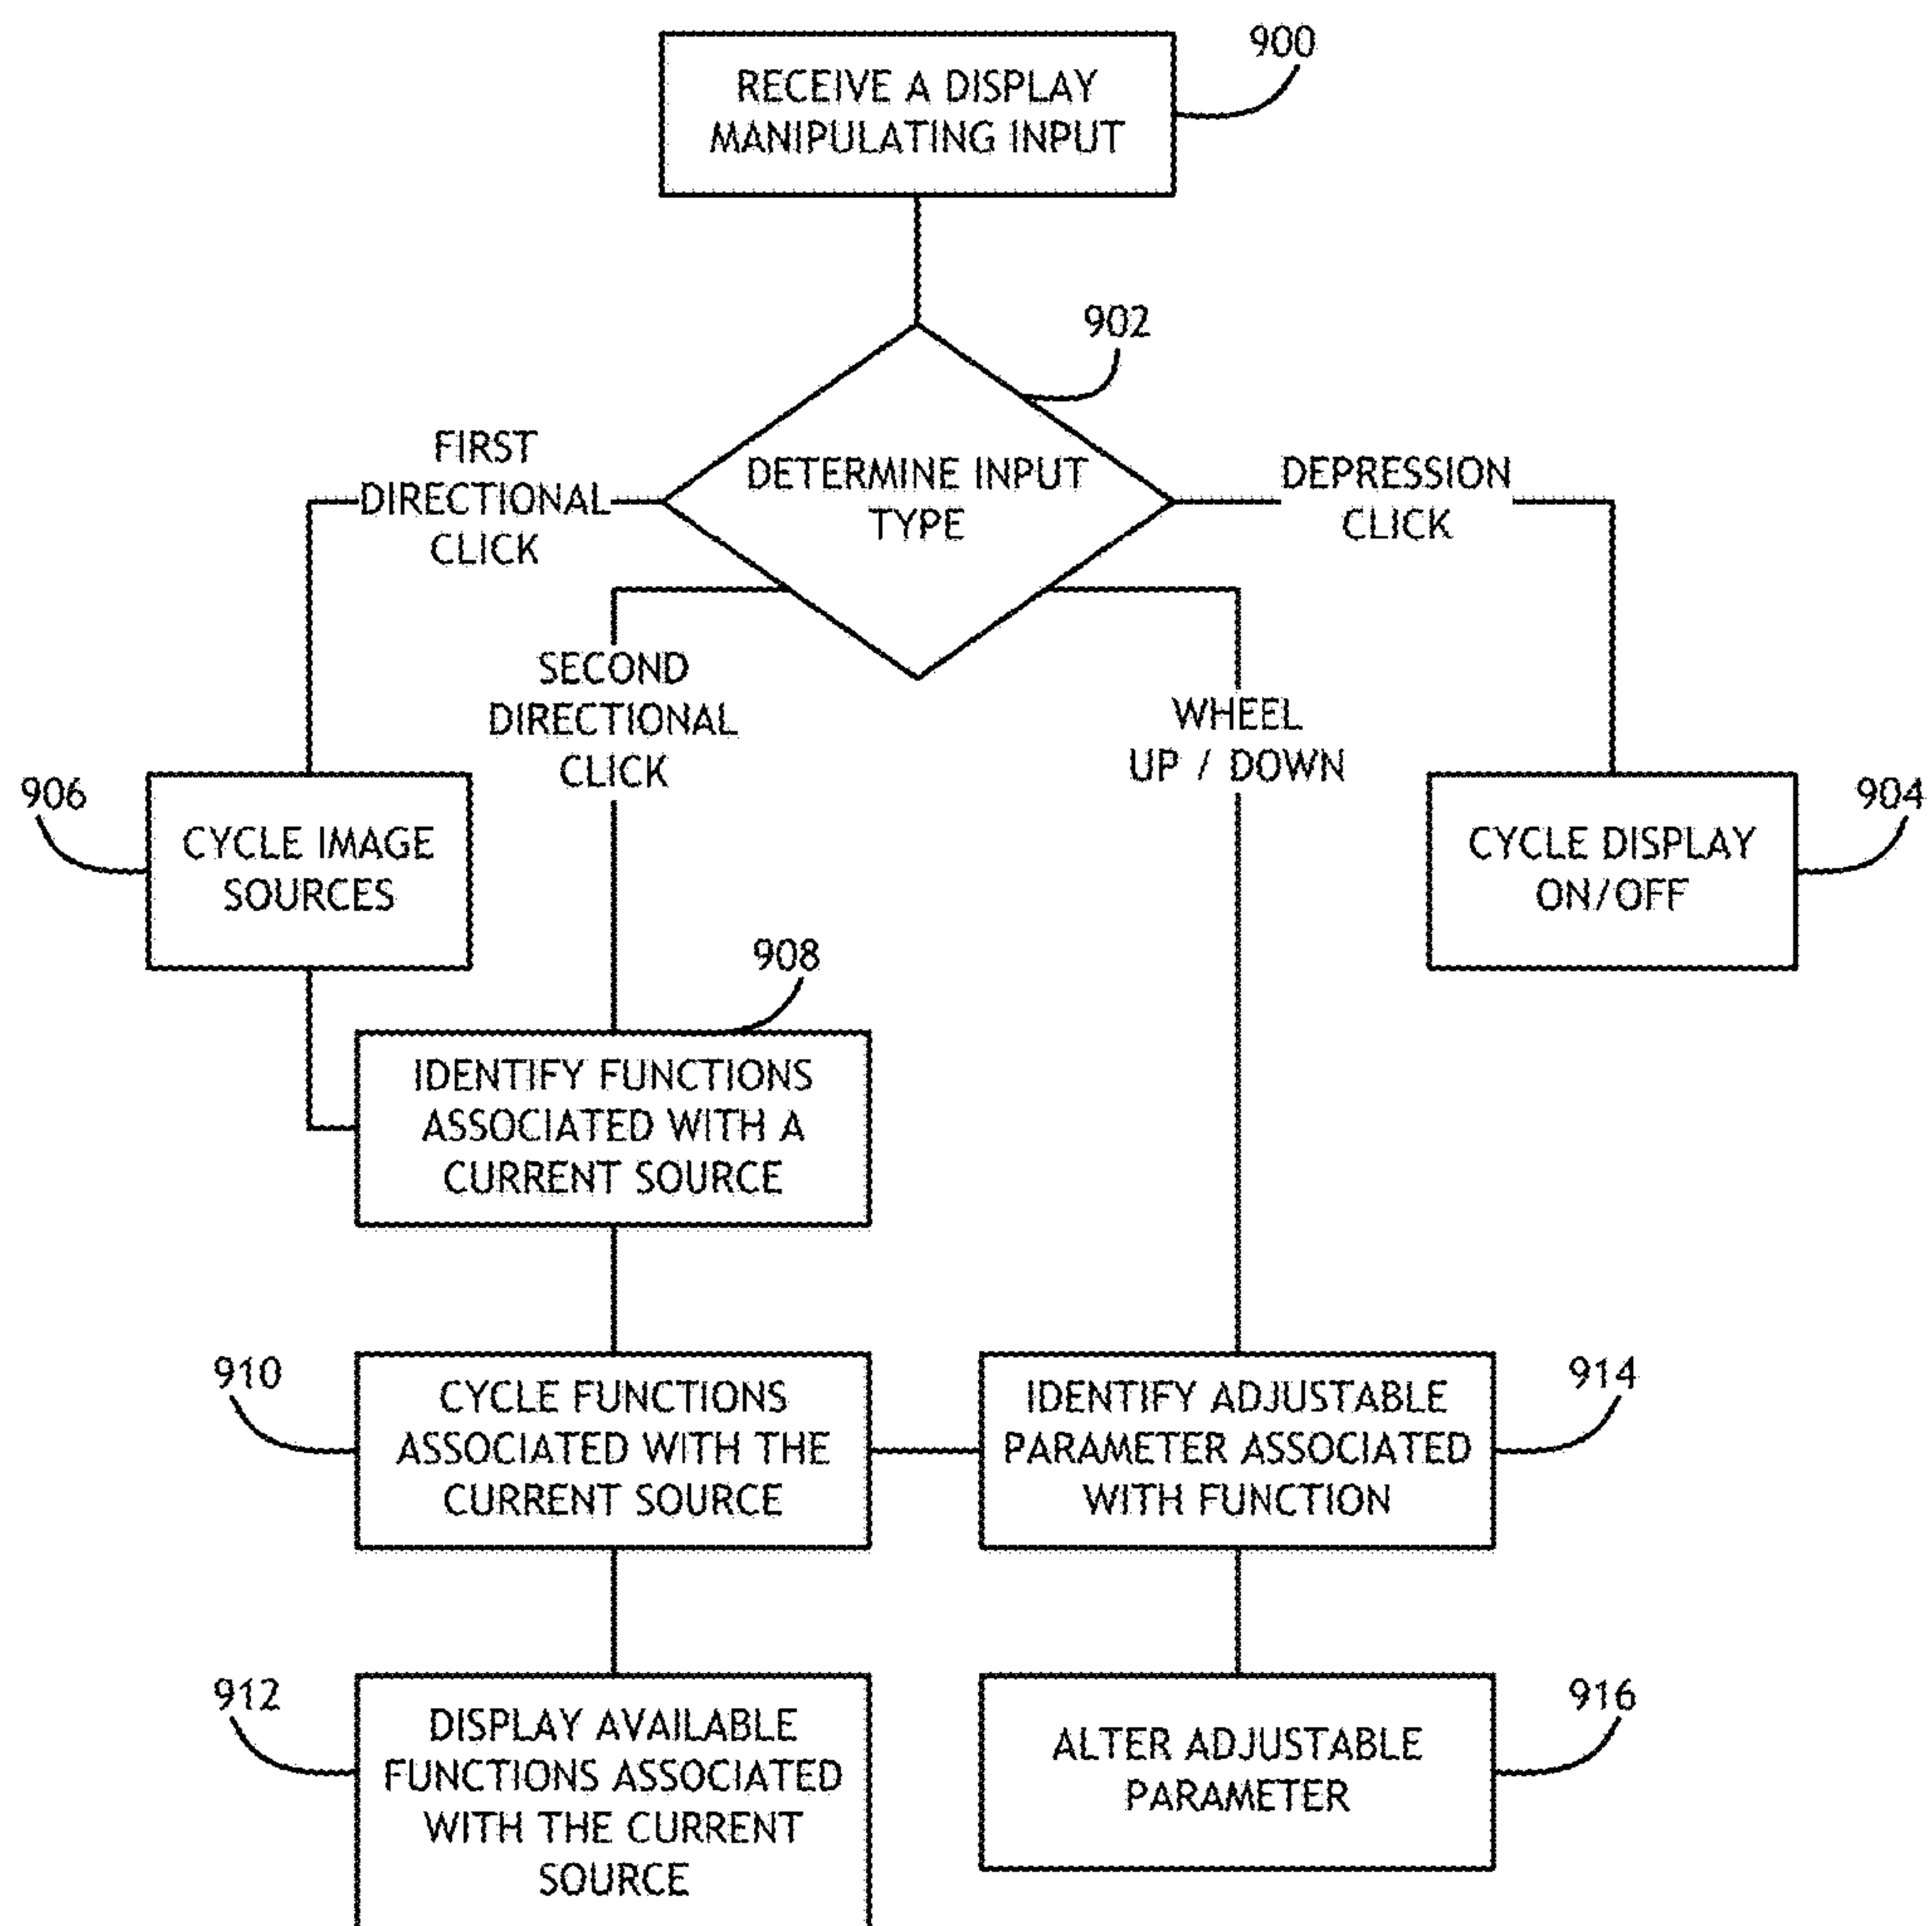 900
RECEIVE A DISPLAY
MANIPULATING INPUT
902
DETERMINE INPUT
TYPE
FIRST
DIRECTIONAL
CLICK
DEPRESSION
CLICK
SECOND
DIRECTIONAL
CLICK
WHEEL
UP / DOWN
906
CYCLE IMAGE
SOURCES
904
CYCLE DISPLAY
ON/OFF
908
IDENTIFY FUNCTIONS
ASSOCIATED WITH A
CURRENT SOURCE
910
CYCLE FUNCTIONS
ASSOCIATED WITH THE
CURRENT SOURCE
914
IDENTIFY ADJUSTABLE
PARAMETER ASSOCIATED
WITH FUNCTION
912
DISPLAY AVAILABLE
FUNCTIONS ASSOCIATED
WITH THE CURRENT
SOURCE
916
ALTER ADJUSTABLE
PARAMETER